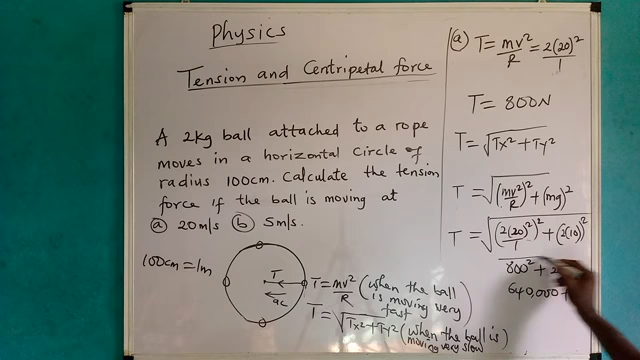 Physics
Tension and Centripetal force
A 2kg ball attached to a rope
moves in a horizontal circle of
radius 100cm. Calculate the tension
force if the ball is moving at
(a) 20m/s (b) 5m/s.
100cm = 1m
T
ac
T = mv²/R (when the ball is moving very fast)
T = √Tx² + Ty² (when the ball is) moving very slow
(a) T = mv²/R = 2(20)²/1
T = 800N
T = √Tx² + Ty²
T = √(mv²/R)² + (mg)²
T = √(2(20)²/1)² + (2(10))²
800² + 2
640,000 +